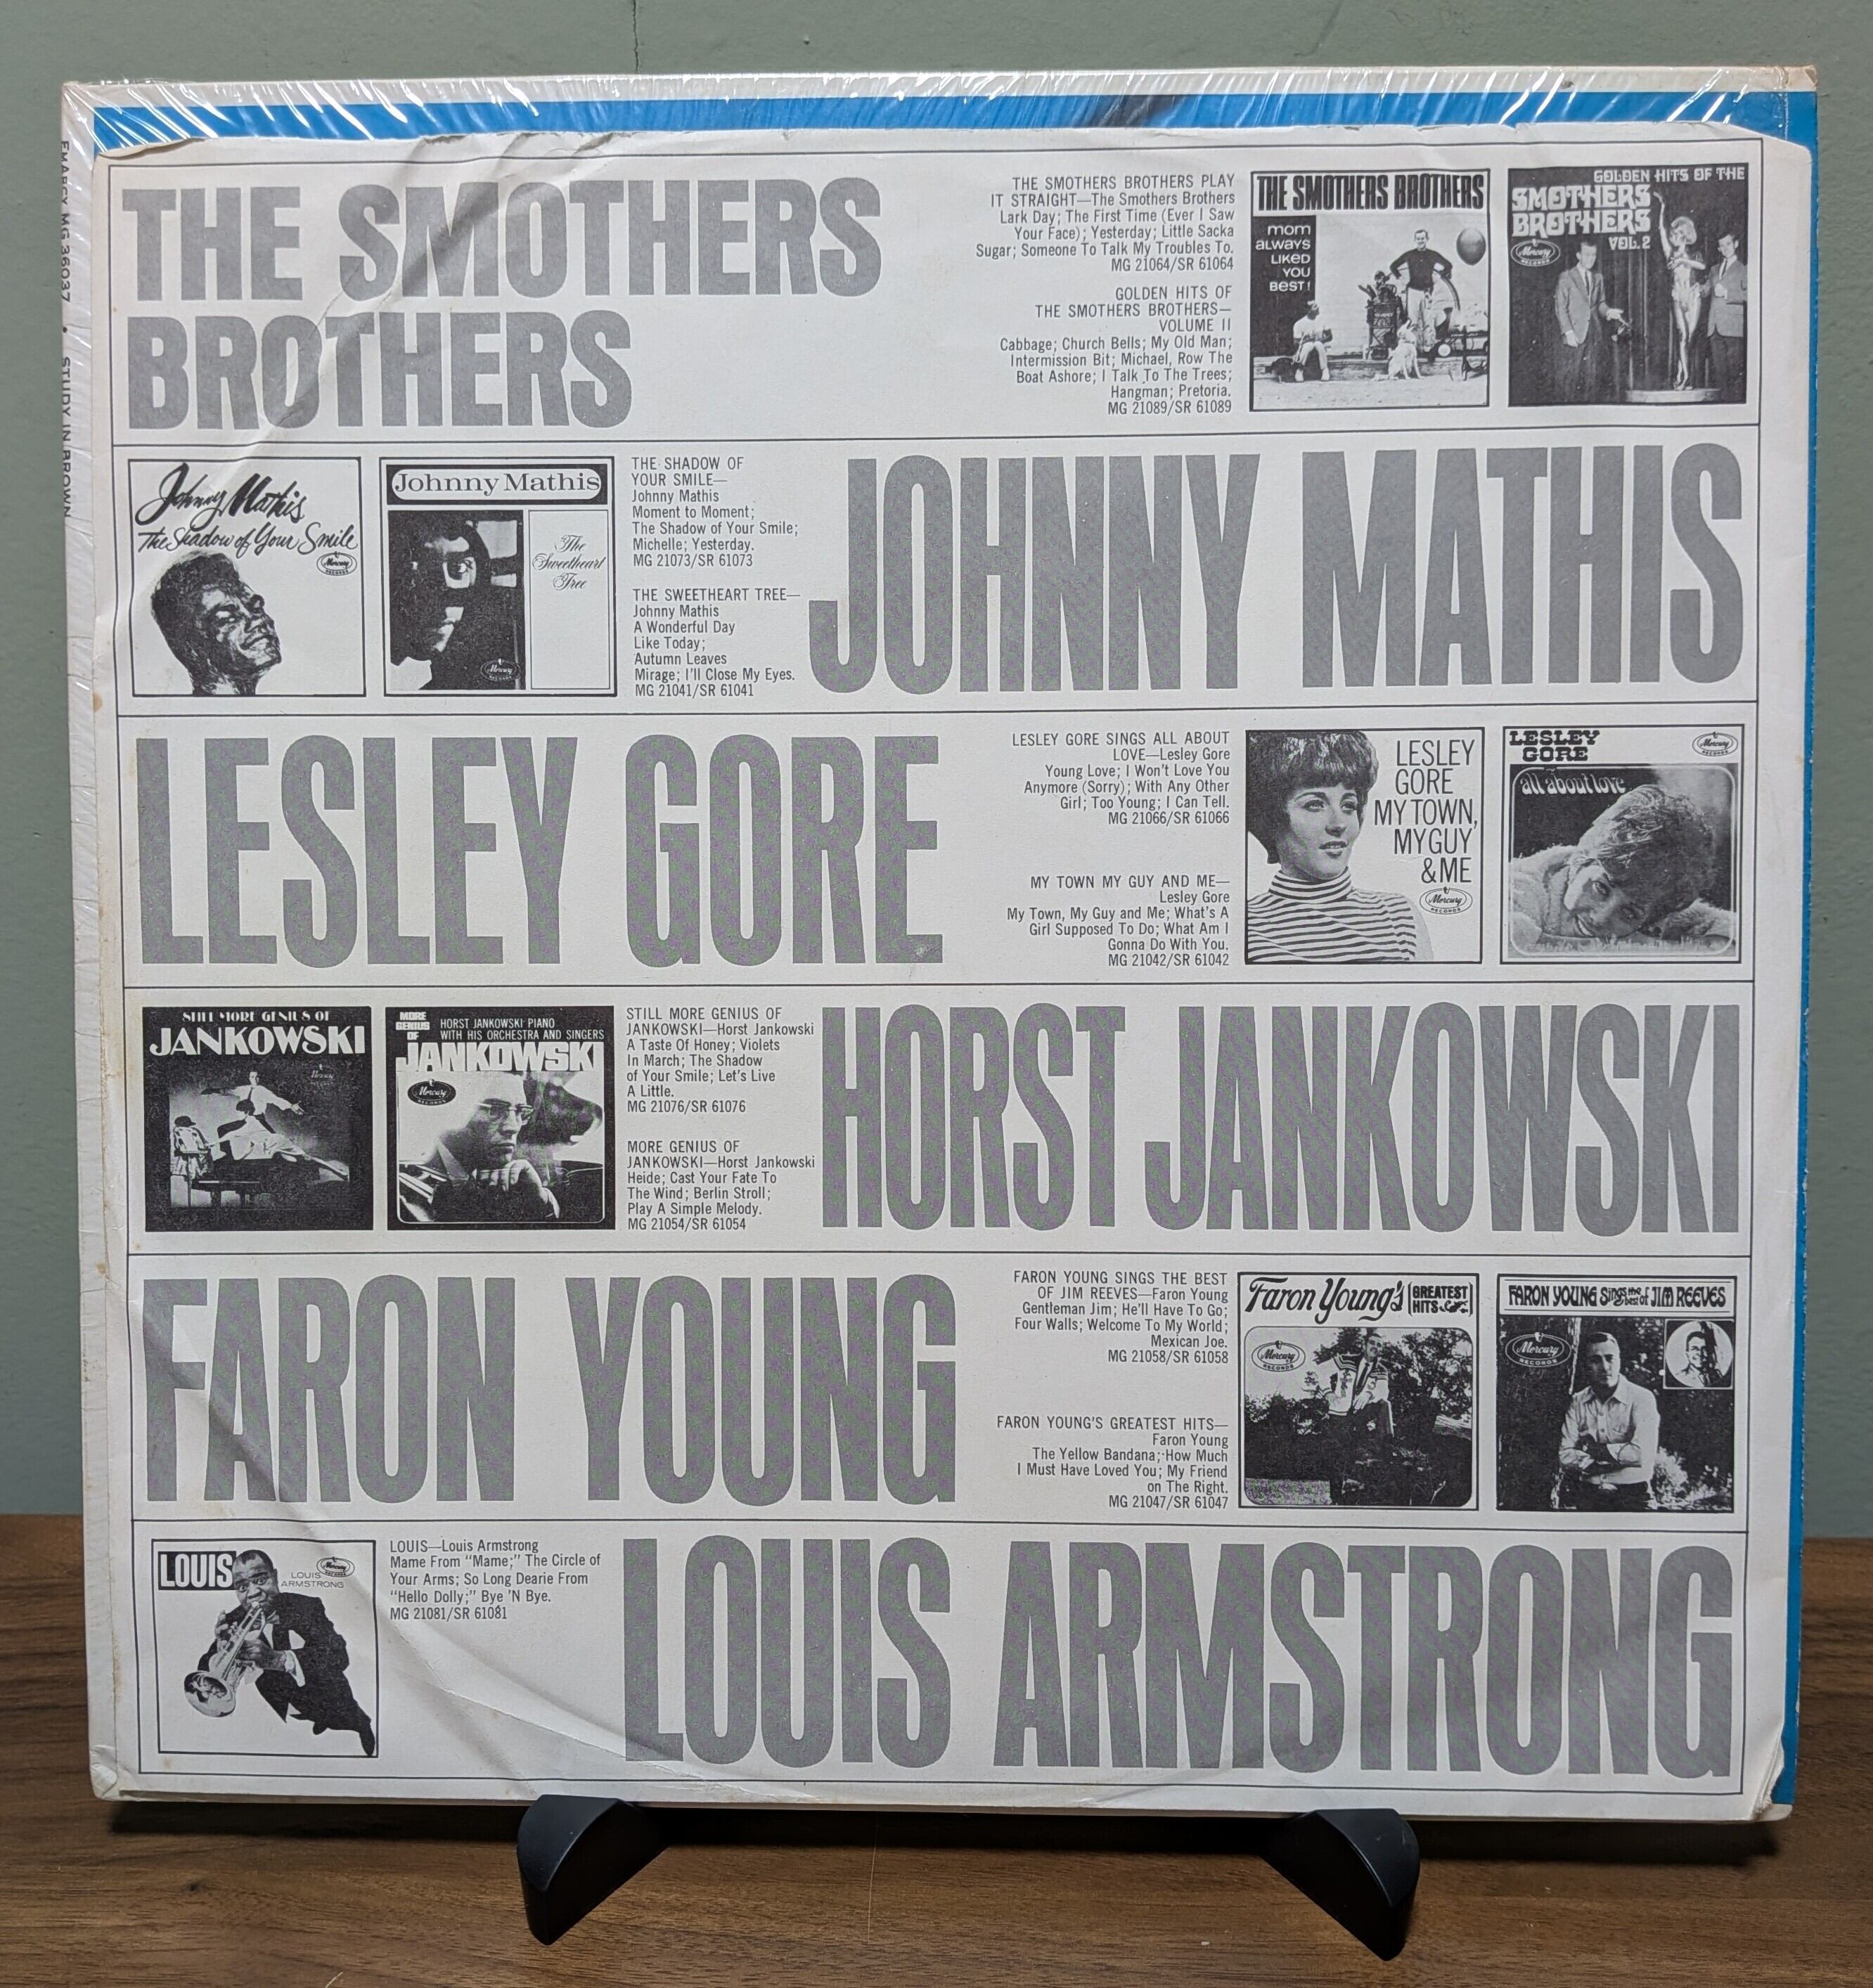 EMARCY MG 36037 • STUDY IN BROWN
THE SMOTHERS
BROTHERS
THE SMOTHERS BROTHERS PLAY
IT STRAIGHT—The Smothers Brothers
Lark Day; The First Time (Ever I Saw
Your Face); Yesterday; Little Sacka
Sugar; Someone To Talk My Troubles To.
MG 21064/SR 61064
GOLDEN HITS OF
THE SMOTHERS BROTHERS—
VOLUME II
Cabbage; Church Bells; My Old Man;
Intermission Bit; Michael, Row The
Boat Ashore; I Talk To The Trees;
Hangman; Pretoria.
MG 21089/SR 61089
THE SMOTHERS BROTHERS
mom
always
liked
you
best!
GOLDEN HITS OF THE
SMOTHERS
BROTHERS
VOL. 2
Mercury
RECORDS
Johnny Mathis
The Shadow of Your Smile
Mercury
RECORDS
Johnny Mathis
The
Sweetheart
Tree
Mercury
THE SHADOW OF
YOUR SMILE—
Johnny Mathis
Moment to Moment;
The Shadow of Your Smile;
Michelle; Yesterday.
MG 21073/SR 61073
THE SWEETHEART TREE—
Johnny Mathis
A Wonderful Day
Like Today;
Autumn Leaves
Mirage; I'll Close My Eyes.
MG 21041/SR 61041
JOHNNY MATHIS
LESLEY GORE
LESLEY GORE SINGS ALL ABOUT
LOVE—Lesley Gore
Young Love; I Won't Love You
Anymore (Sorry); With Any Other
Girl; Too Young; I Can Tell.
MG 21066/SR 61066
MY TOWN MY GUY AND ME—
Lesley Gore
My Town, My Guy and Me; What's A
Girl Supposed To Do; What Am I
Gonna Do With You.
MG 21042/SR 61042
LESLEY
GORE
MY TOWN,
MY GUY
& ME
Mercury
RECORDS
LESLEY
GORE
Mercury
RECORDS
all about love
STILL MORE GENIUS OF
JANKOWSKI
Mercury
MORE
GENIUS
OF
HORST JANKOWSKI PIANO
WITH HIS ORCHESTRA AND SINGERS
JANKOWSKI
Mercury
RECORDS
STILL MORE GENIUS OF
JANKOWSKI—Horst Jankowski
A Taste Of Honey; Violets
In March; The Shadow
of Your Smile; Let's Live
A Little.
MG 21076/SR 61076
MORE GENIUS OF
JANKOWSKI—Horst Jankowski
Heide; Cast Your Fate To
The Wind; Berlin Stroll;
Play A Simple Melody.
MG 21054/SR 61054
HORST JANKOWSKI
FARON YOUNG
FARON YOUNG SINGS THE BEST
OF JIM REEVES—Faron Young
Gentleman Jim; He'll Have To Go;
Four Walls; Welcome To My World;
Mexican Joe.
MG 21058/SR 61058
FARON YOUNG'S GREATEST HITS—
Faron Young
The Yellow Bandana; How Much
I Must Have Loved You; My Friend
on The Right.
MG 21047/SR 61047
Faron Young's GREATEST
HITS
Mercury
RECORDS
FARON YOUNG Sings the best of JIM REEVES
Mercury
RECORDS
LOUIS
LOUIS
ARMSTRONG
Mercury
RECORDS
LOUIS—Louis Armstrong
Mame From "Mame;" The Circle of
Your Arms; So Long Dearie From
"Hello Dolly;" Bye 'N Bye.
MG 21081/SR 61081
LOUIS ARMSTRONG